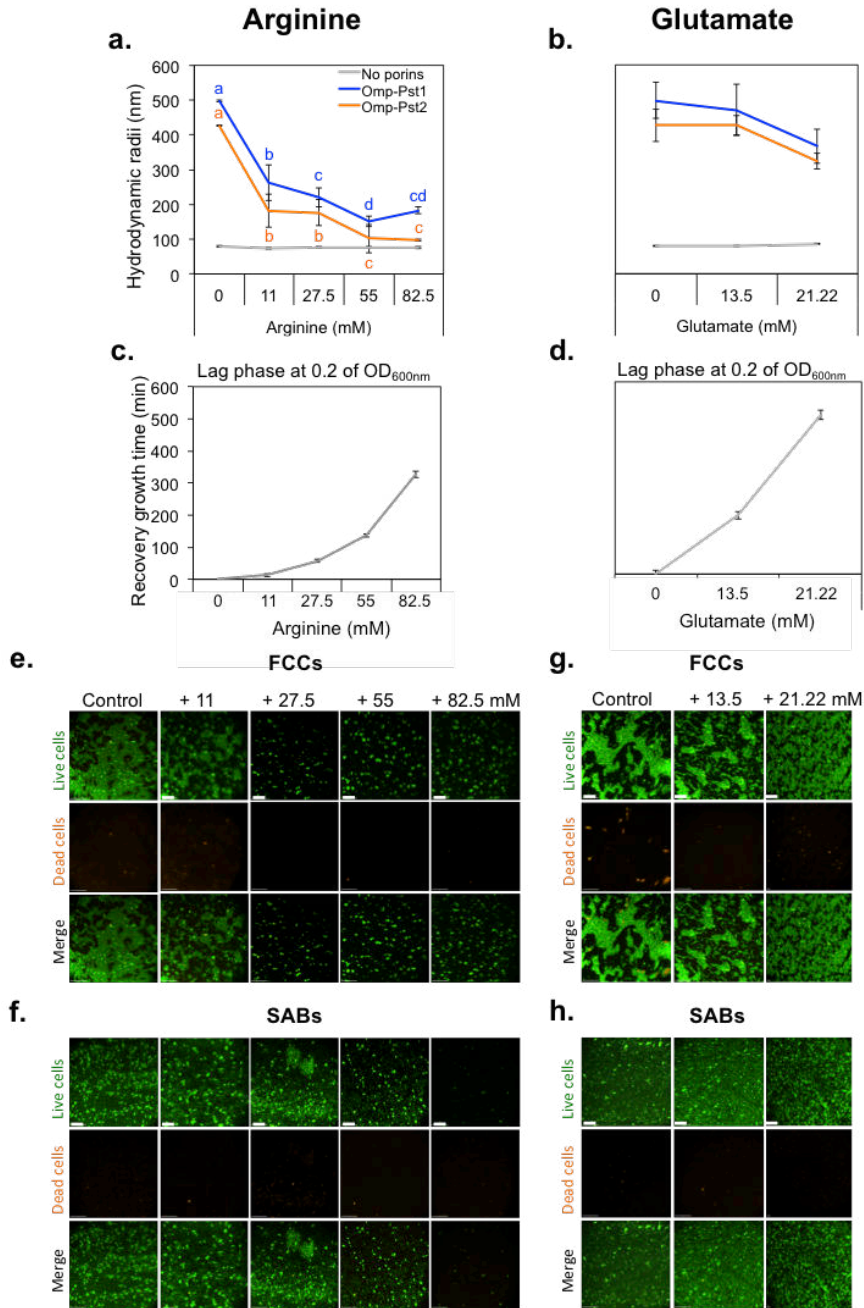 Arginine
Glutamate
a.
b.
No porins
Omp-Pst1
Omp-Pst2
Hydrodynamic radii (nm)
600
500
400
300
200
100
0
a
a
b
c
d
cd
b
b
c
c
0 11 27.5 55 82.5
Arginine (mM)
0 13.5 21.22
Glutamate (mM)
c.
d.
Lag phase at 0.2 of OD600nm
Lag phase at 0.2 of OD600nm
Recovery growth time (min)
600
500
400
300
200
100
0
0 11 27.5 55 82.5
Arginine (mM)
0 13.5 21.22
Glutamate (mM)
e.
FCCs
Control + 11 + 27.5 + 55 + 82.5 mM
Live cells
Dead cells
Merge
g.
FCCs
Control + 13.5 + 21.22 mM
Live cells
Dead cells
Merge
f.
SABs
Live cells
Dead cells
Merge
h.
SABs
Live cells
Dead cells
Merge